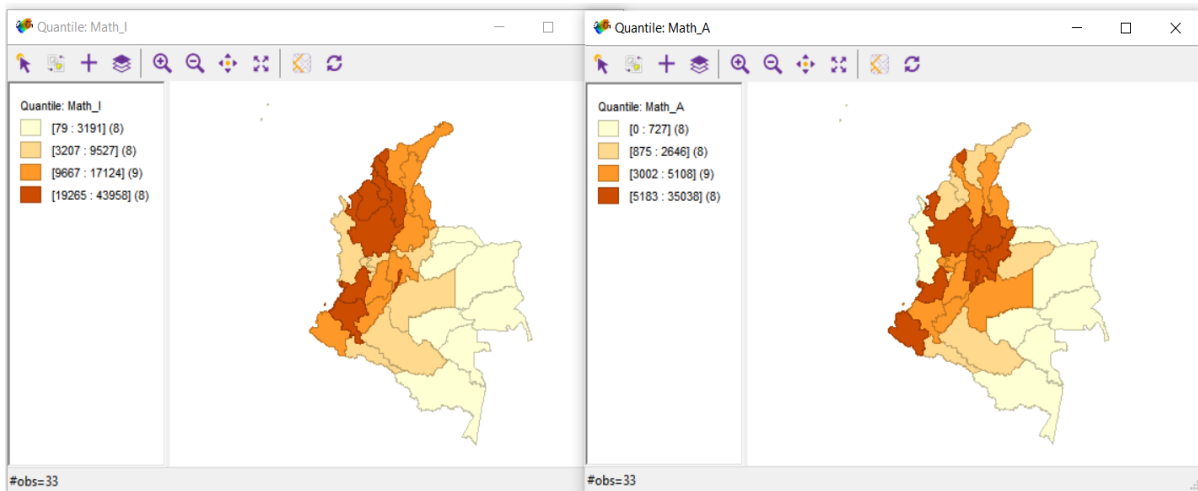 Quantile: Math_I
Quantile: Math_I
[79 : 3191] (8)
[3207 : 9527] (8)
[9667 : 17124] (9)
[19265 : 43958] (8)
#obs=33
Quantile: Math_A
Quantile: Math_A
[0 : 727] (8)
[875 : 2646] (8)
[3002 : 5108] (9)
[5183 : 35038] (8)
#obs=33